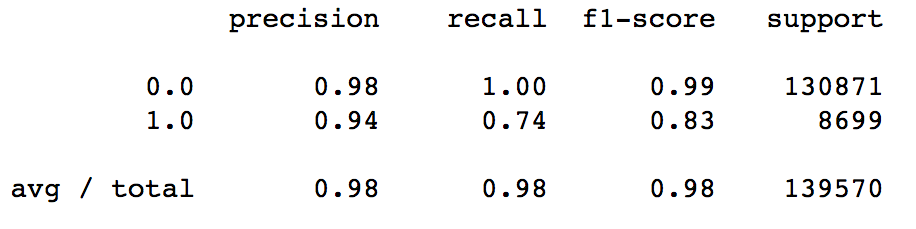 precision recall f1-score support
0.0 0.98 1.00 0.99 130871
1.0 0.94 0.74 0.83 8699
avg / total 0.98 0.98 0.98 139570